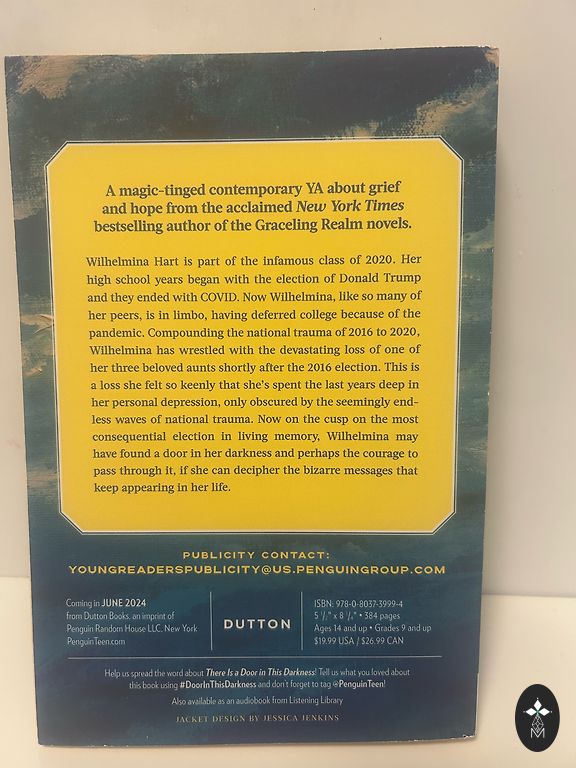 A magic-tinged contemporary YA about grief
and hope from the acclaimed New York Times
bestselling author of the Graceling Realm novels.
Wilhelmina Hart is part of the infamous class of 2020. Her
high school years began with the election of Donald Trump
and they ended with COVID. Now Wilhelmina, like so many of
her peers, is in limbo, having deferred college because of the
pandemic. Compounding the national trauma of 2016 to 2020,
Wilhelmina has wrestled with the devastating loss of one of
her three beloved aunts shortly after the 2016 election. This is
a loss she felt so keenly that she's spent the last years deep in
her personal depression, only obscured by the seemingly end-
less waves of national trauma. Now on the cusp on the most
consequential election in living memory, Wilhelmina may
have found a door in her darkness and perhaps the courage to
pass through it, if she can decipher the bizarre messages that
keep appearing in her life.
PUBLICITY CONTACT:
YOUNGREADERSPUBLICITY@US.PENGUINGROUP.COM
Coming in JUNE 2024
from Dutton Books, an imprint of
Penguin Random House LLC, New York
PenguinTeen.com
DUTTON
ISBN: 978-0-8037-3999-4
5 1/2" x 8 1/4" • 384 pages
Ages 14 and up • Grades 9 and up
$19.99 USA / $26.99 CAN
Help us spread the word about There Is a Door in This Darkness! Tell us what you loved about
this book using #DoorInThisDarkness and don't forget to tag @PenguinTeen!
Also available as an audiobook from Listening Library
JACKET DESIGN BY JESSICA JENKINS